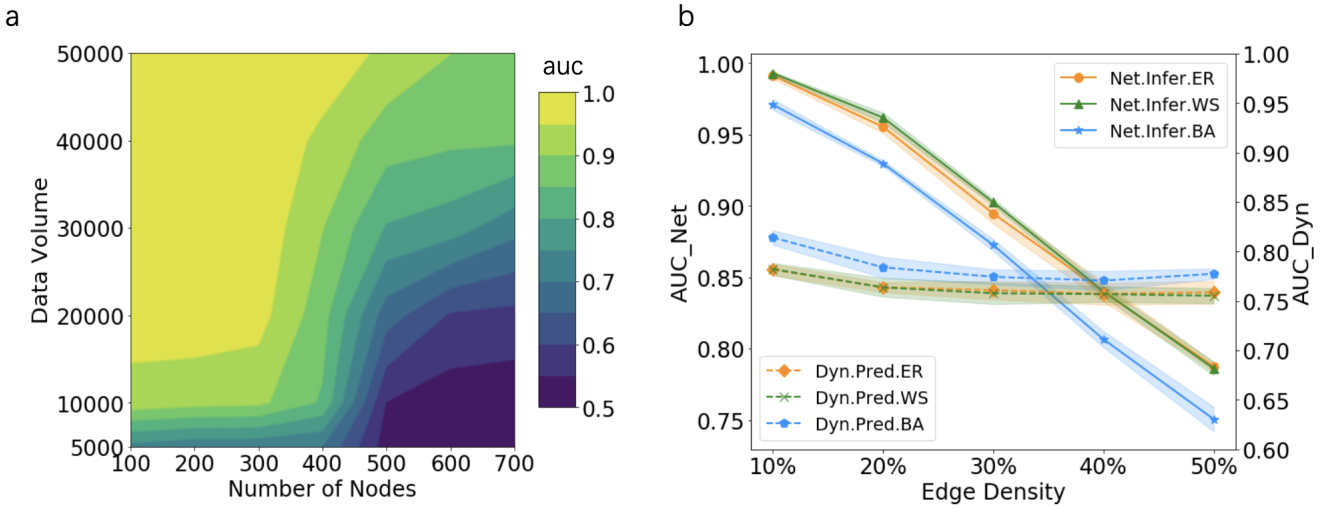 a
50000
40000
30000
20000
10000
5000
Data Volume
100 200 300 400 500 600 700
Number of Nodes
auc
1.0
0.9
0.8
0.7
0.6
0.5
b
1.00
0.95
0.90
0.85
0.80
0.75
AUC_Net
Net.Infer.ER
Net.Infer.WS
Net.Infer.BA
Dyn.Pred.ER
Dyn.Pred.WS
Dyn.Pred.BA
10% 20% 30% 40% 50%
Edge Density
1.00
0.95
0.90
0.85
0.80
0.75
0.70
0.65
0.60
AUC_Dyn